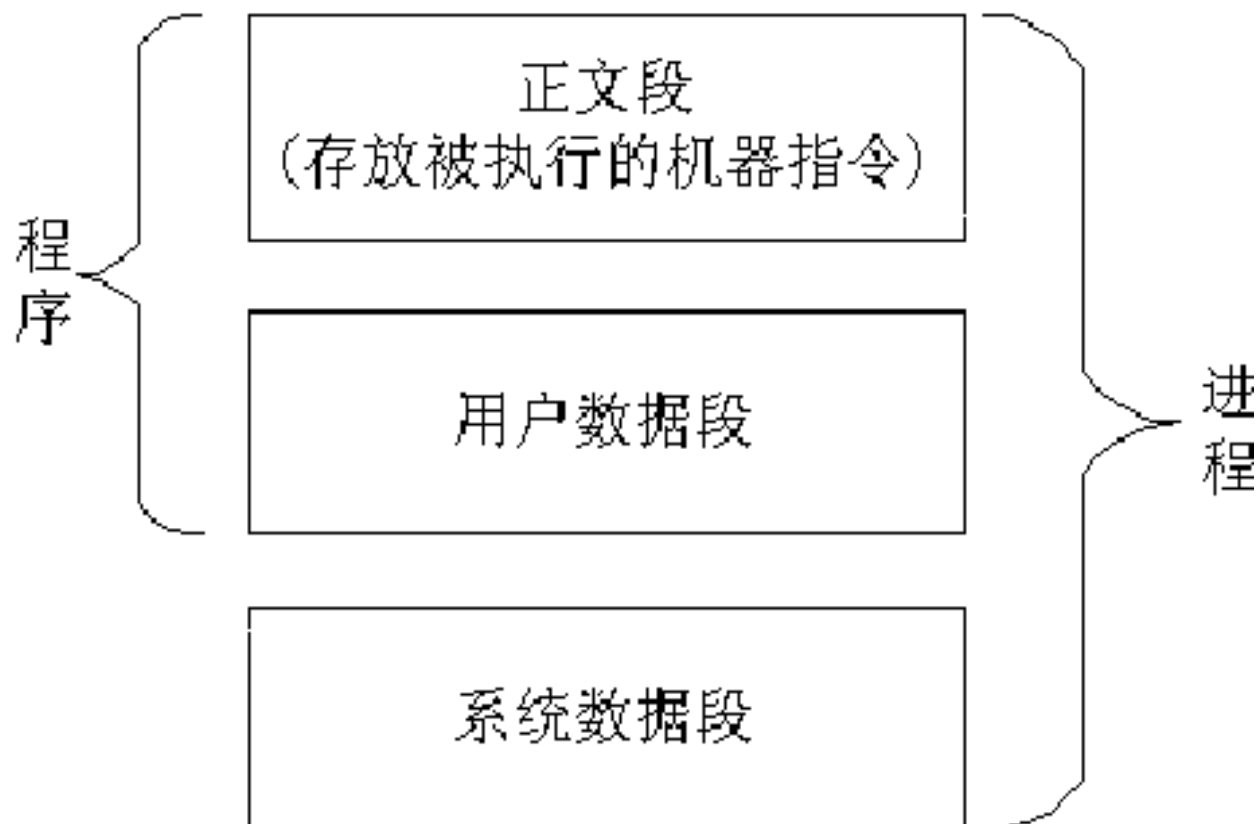 正文段
(存放被执行的机器指令)
程
序
用户数据段
进
程
系统数据段